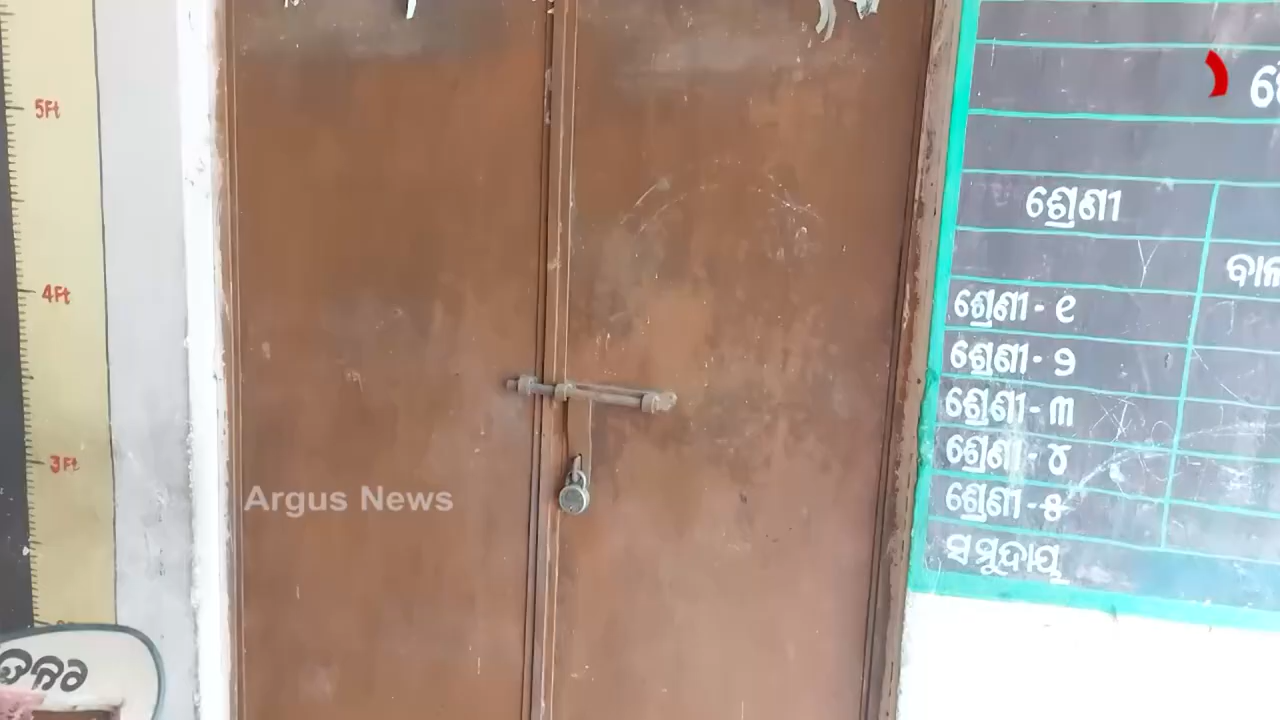 5Ft
4Ft
3Ft
ଶ୍ରେଣୀ
ଶ୍ରେଣୀ - ୧
ଶ୍ରେଣୀ - ୨
ଶ୍ରେଣୀ - ୩
ଶ୍ରେଣୀ - ୪
ଶ୍ରେଣୀ - ୫
ସମୁଦାୟ
Argus News